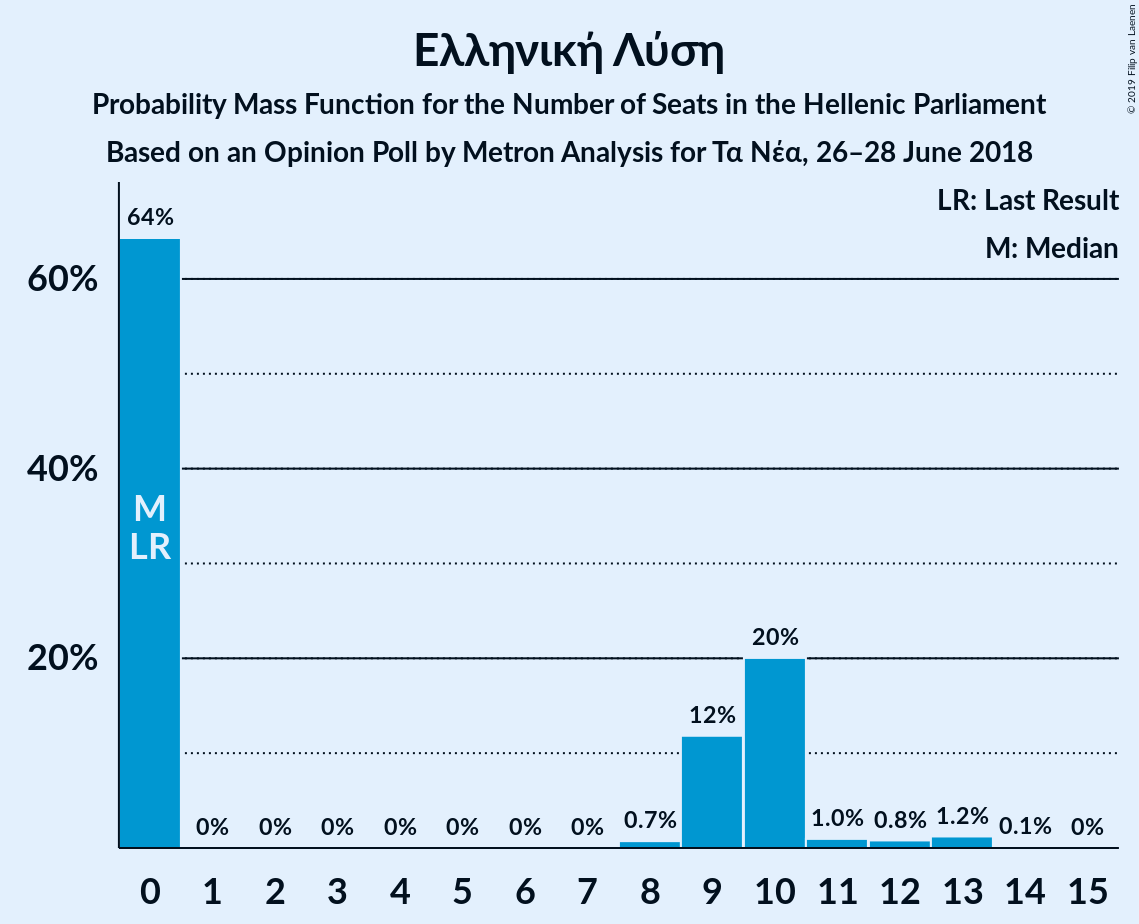 Ελληνική Λύση
Probability Mass Function for the Number of Seats in the Hellenic Parliament
Based on an Opinion Poll by Metron Analysis for Τα Νέα, 26–28 June 2018
© 2019 Filip van Laenen
LR: Last Result
M: Median
60%
40%
20%
64%
0%
0%
0%
0%
0%
0%
0%
0.7%
12%
20%
1.0%
0.8%
1.2%
0.1%
0%
M
LR
0 1 2 3 4 5 6 7 8 9 10 11 12 13 14 15